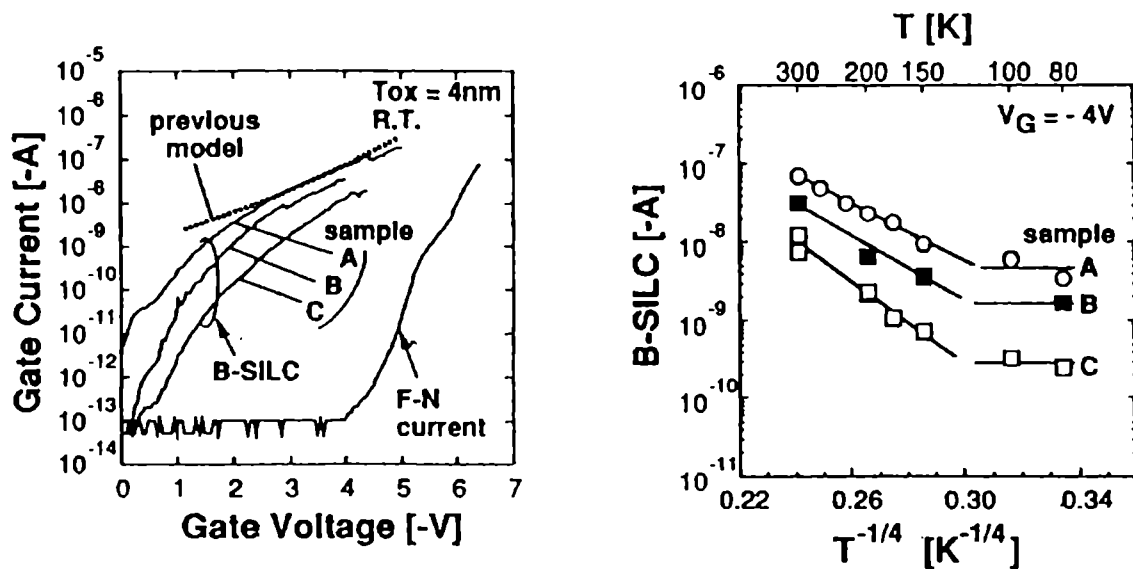 10^-5
10^-6
10^-7
10^-8
10^-9
10^-10
10^-11
10^-12
10^-13
10^-14
Gate Current [-A]
Tox = 4nm
R.T.
previous
model
sample
A
B
C
B-SILC
F-N
current
0 1 2 3 4 5 6 7
Gate Voltage [-V]
T [K]
300 200 150 100 80
10^-6
10^-7
10^-8
10^-9
10^-10
10^-11
B-SILC [-A]
V_G = - 4V
sample
A
B
C
0.22 0.26 0.30 0.34
T^-1/4 [K^-1/4]